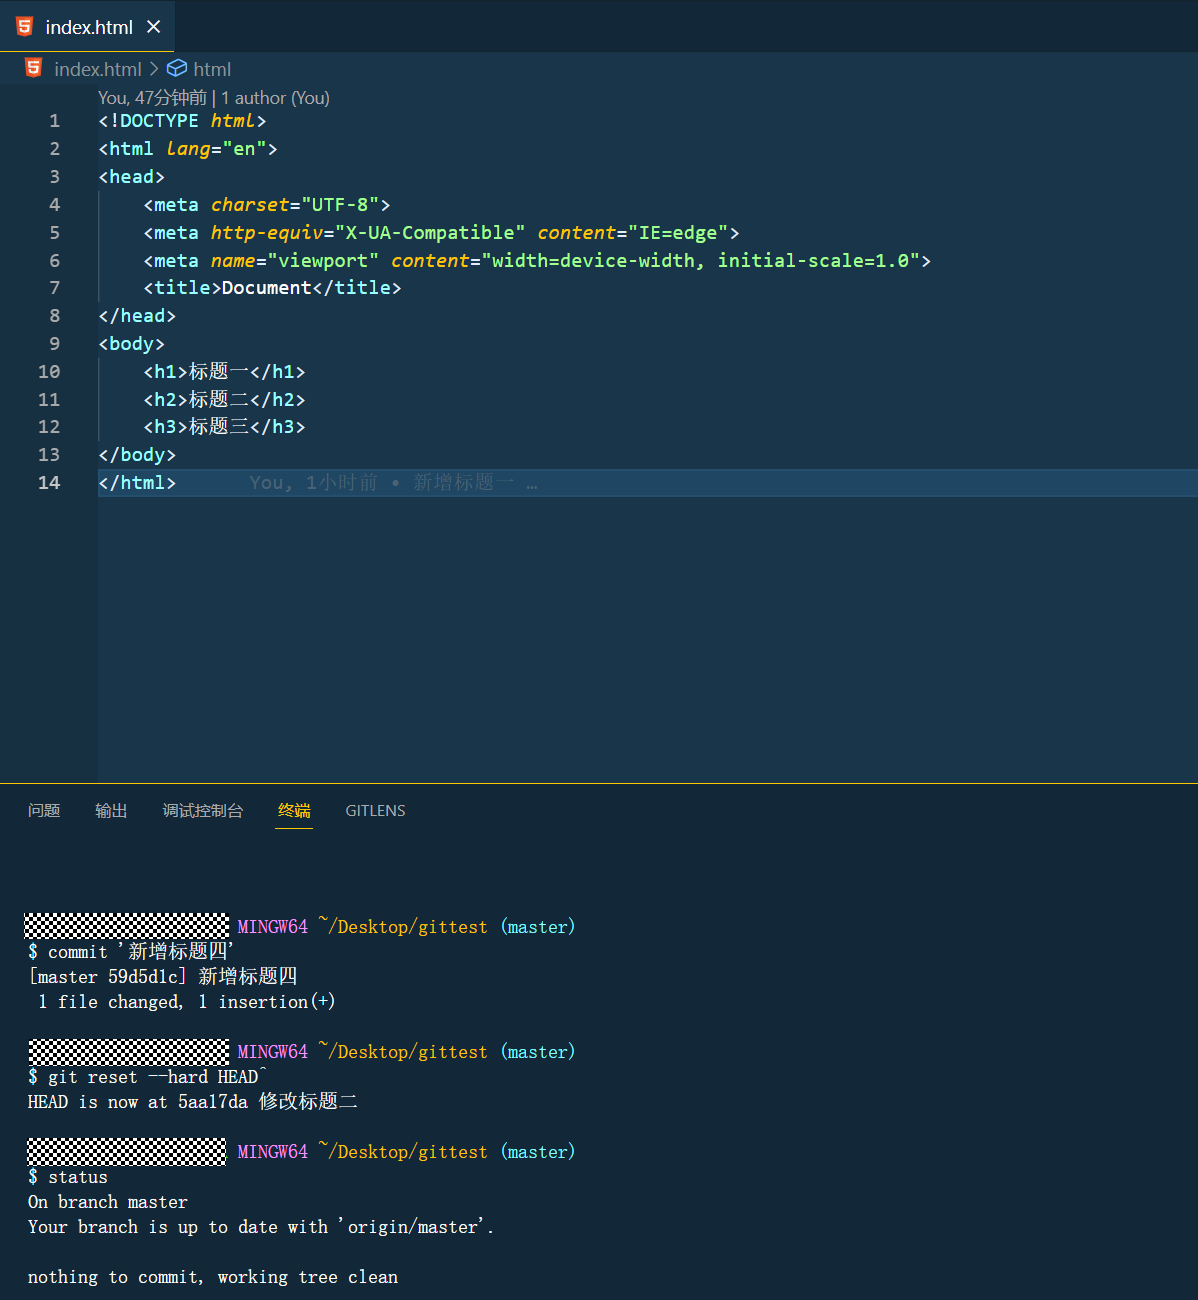 index.html
index.html > html
You, 47分钟前 | 1 author (You)
1 <!DOCTYPE html>
2 <html lang="en">
3 <head>
4 <meta charset="UTF-8">
5 <meta http-equiv="X-UA-Compatible" content="IE=edge">
6 <meta name="viewport" content="width=device-width, initial-scale=1.0">
7 <title>Document</title>
8 </head>
9 <body>
10 <h1>标题一</h1>
11 <h2>标题二</h2>
12 <h3>标题三</h3>
13 </body>
14 </html> You, 1小时前 • 新增标题一 …
问题 输出 调试控制台 终端 GITLENS
MINGW64 ~/Desktop/gittest (master)
$ commit '新增标题四'
[master 59d5d1c] 新增标题四
1 file changed, 1 insertion(+)
MINGW64 ~/Desktop/gittest (master)
$ git reset --hard HEAD^
HEAD is now at 5aa17da 修改标题二
MINGW64 ~/Desktop/gittest (master)
$ status
On branch master
Your branch is up to date with 'origin/master'.
nothing to commit, working tree clean